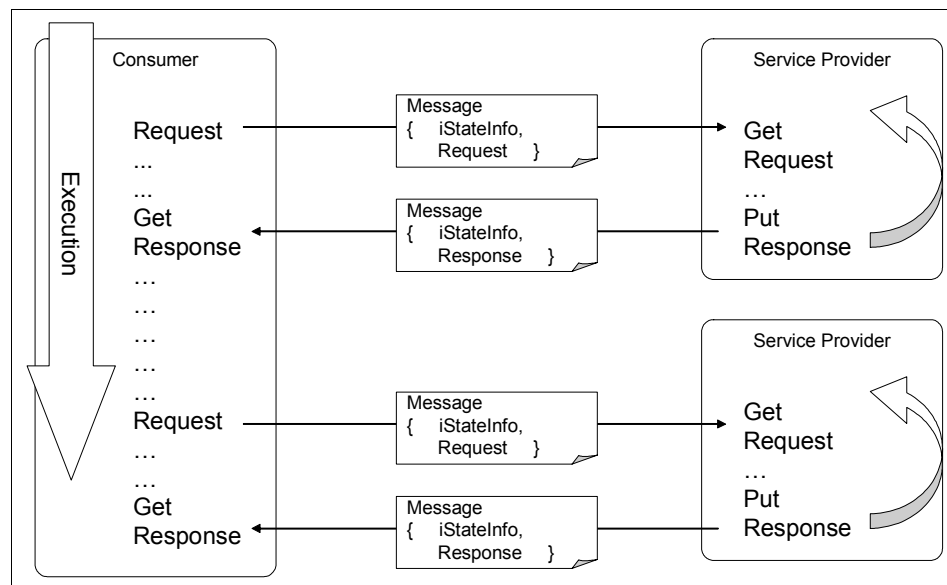 Execution
Consumer
Request
...
...
Get
Response
...
...
...
...
Request
...
...
Get
Response
Message
{ iStateInfo,
Request }
Message
{ iStateInfo,
Response }
Message
{ iStateInfo,
Request }
Message
{ iStateInfo,
Response }
Service Provider
Get
Request
...
Put
Response
Service Provider
Get
Request
...
Put
Response